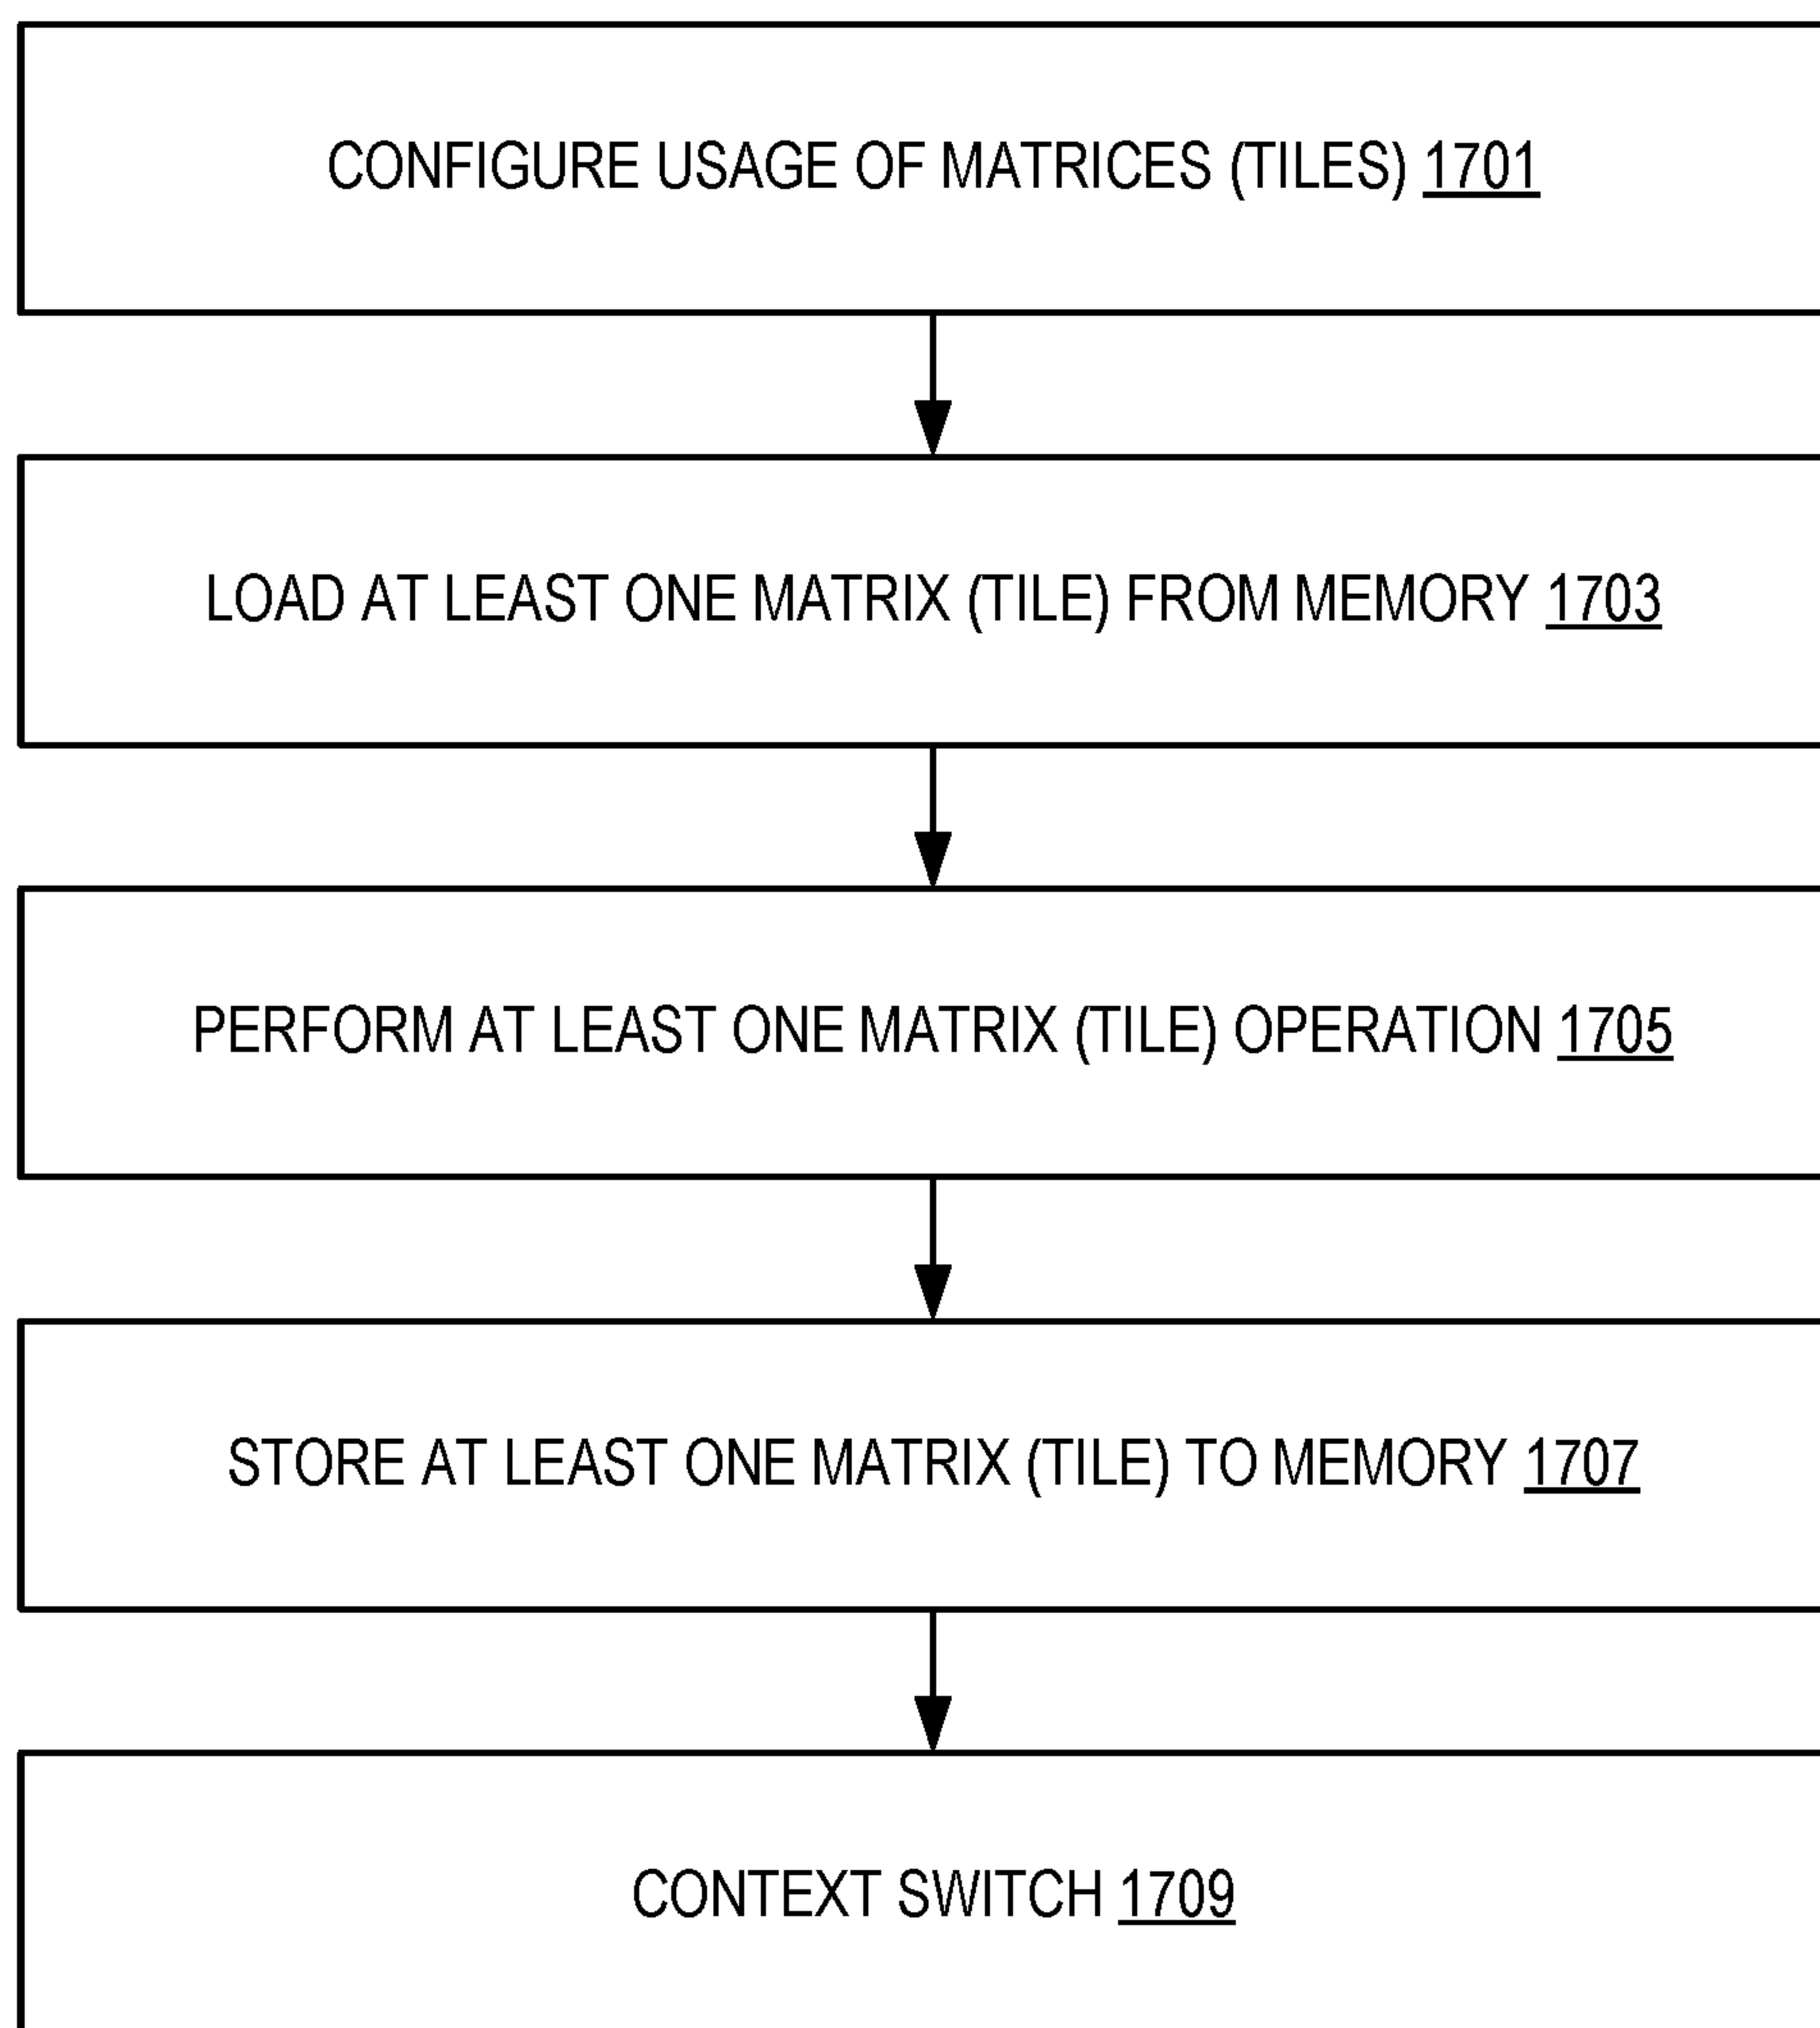 CONFIGURE USAGE OF MATRICES (TILES) 1701
LOAD AT LEAST ONE MATRIX (TILE) FROM MEMORY 1703
PERFORM AT LEAST ONE MATRIX (TILE) OPERATION 1705
STORE AT LEAST ONE MATRIX (TILE) TO MEMORY 1707
CONTEXT SWITCH 1709